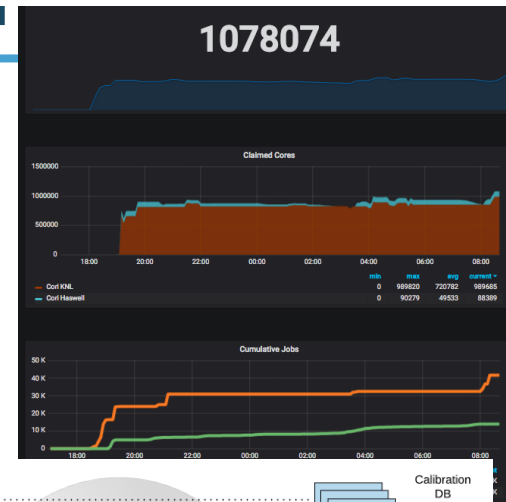 1078074
Claimed Cores
1500000
1000000
500000
0
18:00 20:00 22:00 00:00 02:00 04:00 06:00 08:00
min max avg current
Cori KNL 0 989820 720782 989685
Cori Haswell 0 90279 49533 88389
Cumulative Jobs
50 K
40 K
30 K
20 K
10 K
0
18:00 20:00 22:00 00:00 02:00 04:00 06:00 08:00
Calibration
DB